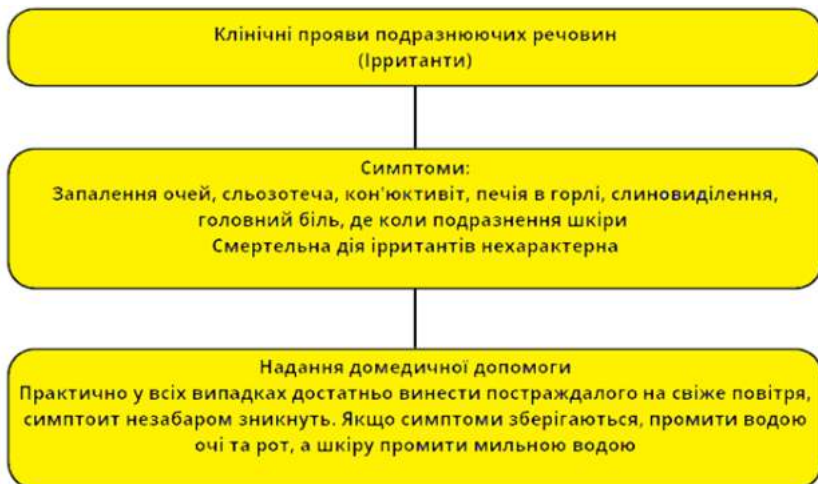 Клінічні прояви подразнюючих речовин
(Ірританти)
Симптоми:
Запалення очей, сльозотеча, кон'юктивіт, печія в горлі, слиновиділення,
головний біль, де коли подразнення шкіри
Смертельна дія ірритантів нехарактерна
Надання домедичної допомоги
Практично у всіх випадках достатньо винести постраждалого на свіже повітря,
симптоит незабаром зникнуть. Якщо симптоми зберігаються, промити водою
очі та рот, а шкіру промити мильною водою